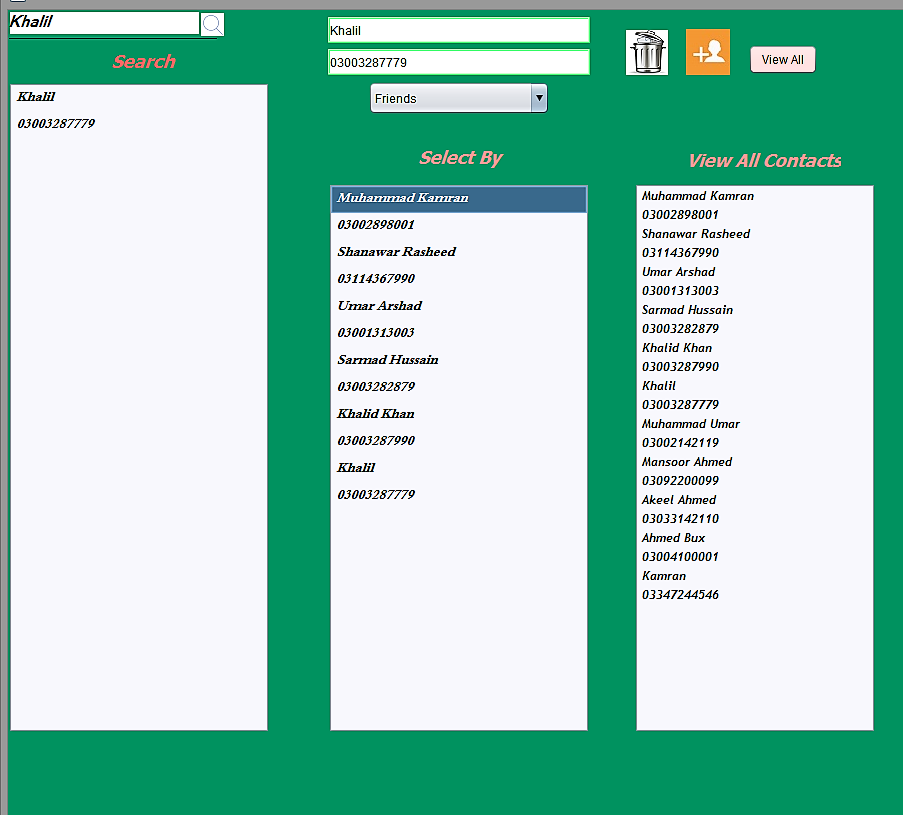 Khalil
Search
Khalil
03003287779
Khalil
03003287779
Friends
View All
Select By
Muhammad Kamran
03002898001
Shanawar Rasheed
03114367990
Umar Arshad
03001313003
Sarmad Hussain
03003282879
Khalid Khan
03003287990
Khalil
03003287779
View All Contacts
Muhammad Kamran
03002898001
Shanawar Rasheed
03114367990
Umar Arshad
03001313003
Sarmad Hussain
03003282879
Khalid Khan
03003287990
Khalil
03003287779
Muhammad Umar
03002142119
Mansoor Ahmed
03092200099
Akeel Ahmed
03033142110
Ahmed Bux
03004100001
Kamran
03347244546